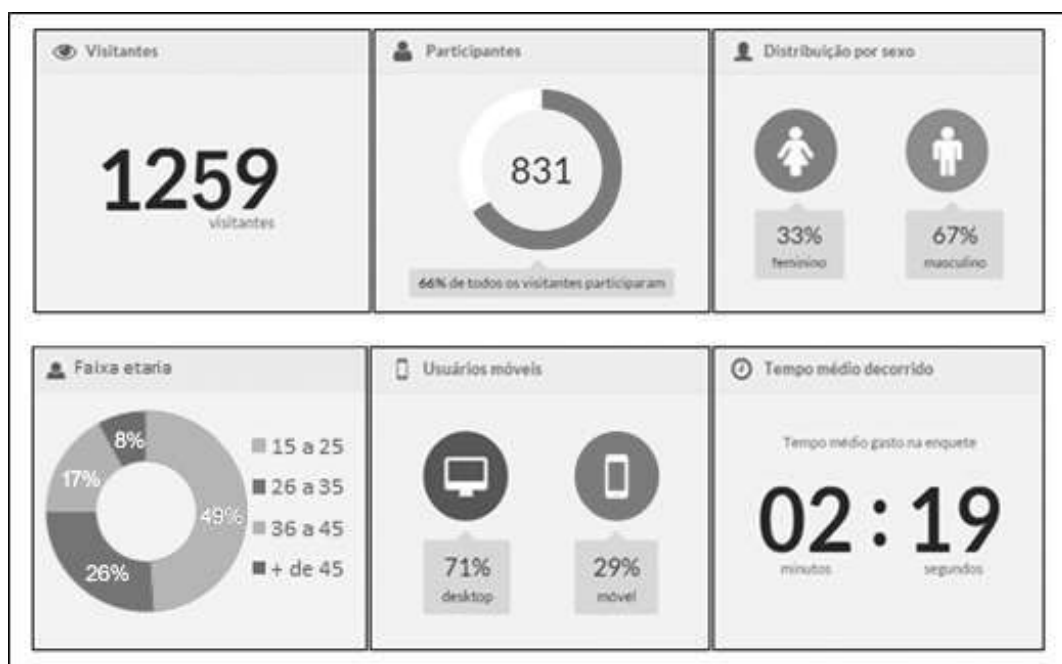 Visitantes
1259
visitantes
Participantes
831
66% de todos os visitantes participaram
Distribuição por sexo
33%
feminino
67%
masculino
Faixa etaria
8%
17%
49%
26%
15 a 25
26 a 35
36 a 45
+ de 45
Usuários móveis
71%
desktop
29%
móvel
Tempo médio decorrido
Tempo médio gasto na enquete
02 : 19
minutos
segundos